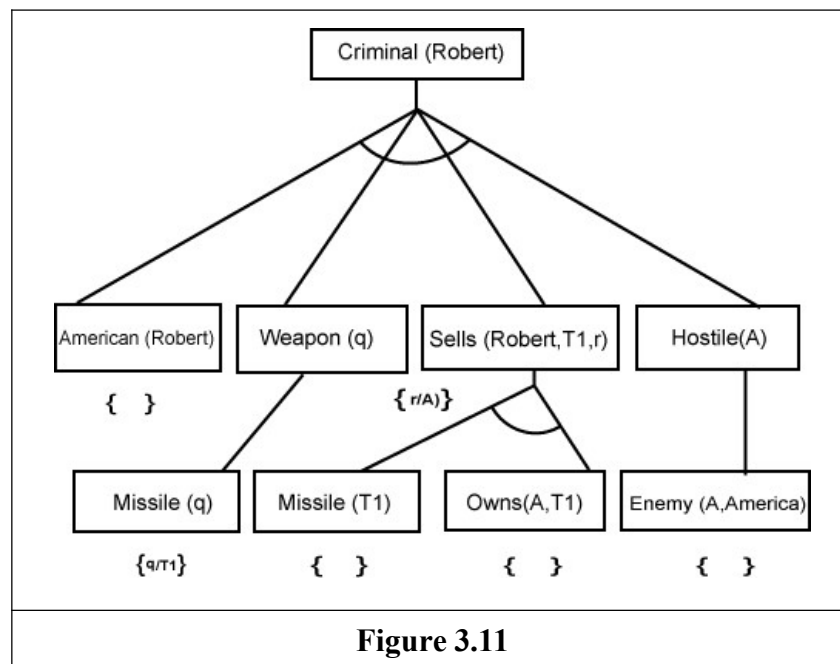 Criminal (Robert)
American (Robert)
Weapon (q)
Sells (Robert,T1,r)
Hostile(A)
{ }
{r/A)}
Missile (q)
Missile (T1)
Owns(A,T1)
Enemy (A,America)
{q/T1}
{ }
{ }
{ }
Figure 3.11